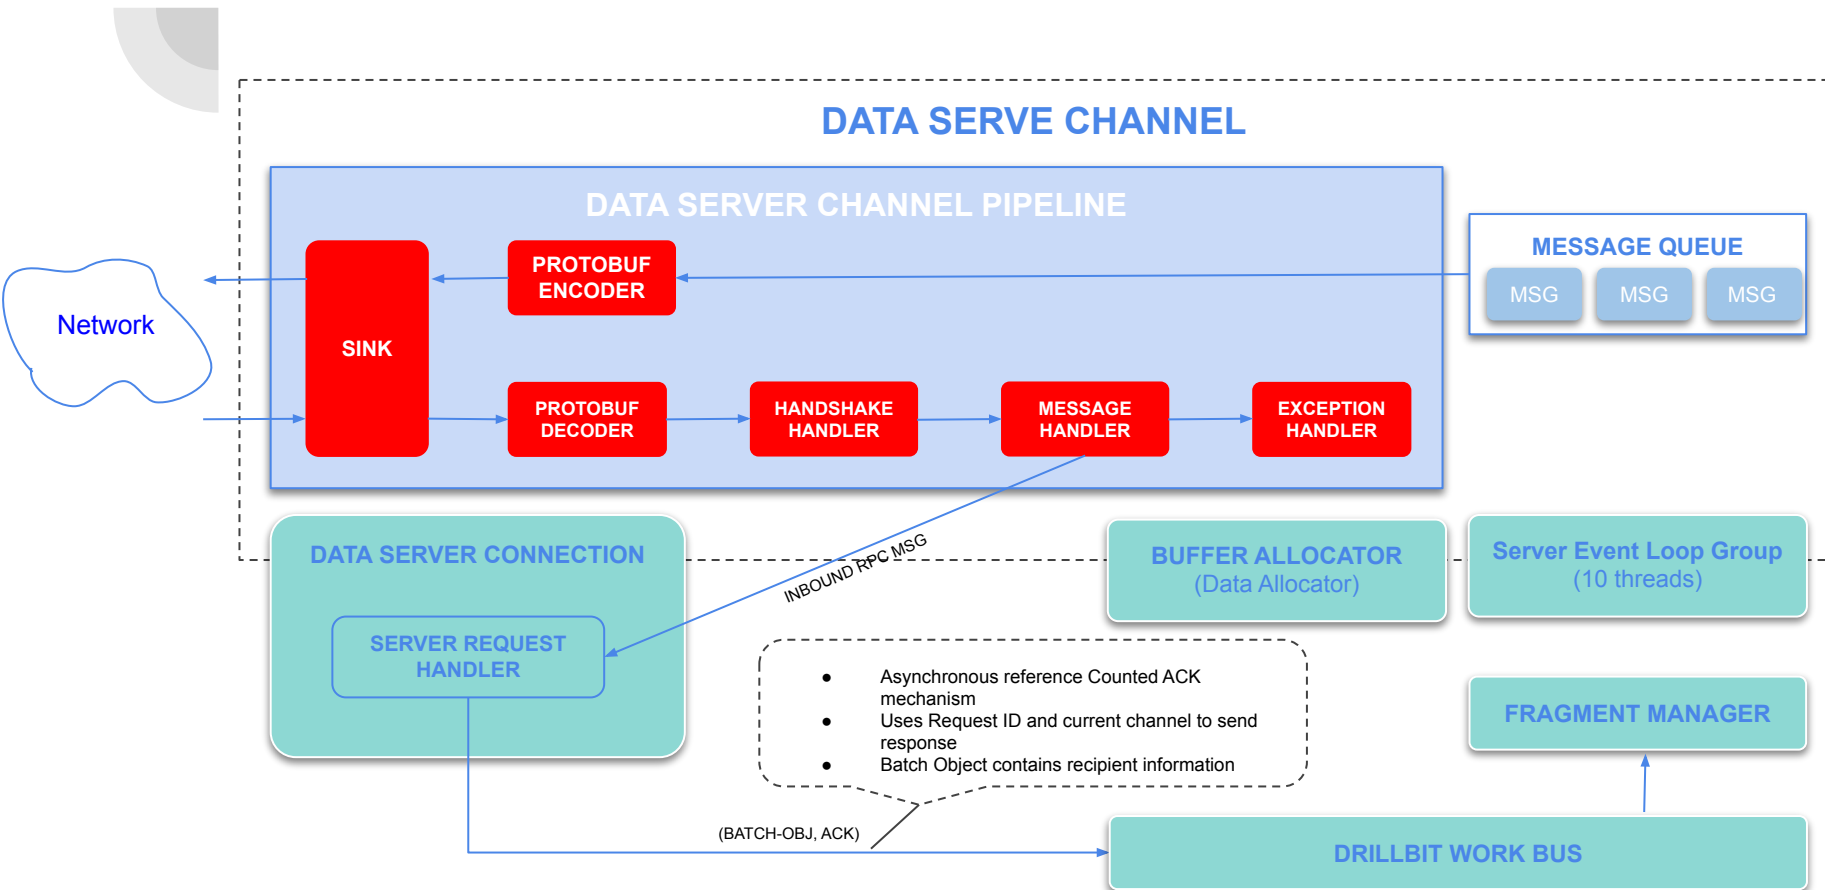 DATA SERVE CHANNEL
DATA SERVER CHANNEL PIPELINE
MESSAGE QUEUE
MSG
MSG
MSG
PROTOBUF
ENCODER
Network
SINK
PROTOBUF
DECODER
HANDSHAKE
HANDLER
MESSAGE
HANDLER
EXCEPTION
HANDLER
DATA SERVER CONNECTION
INBOUND RPC MSG
BUFFER ALLOCATOR
(Data Allocator)
Server Event Loop Group
(10 threads)
SERVER REQUEST
HANDLER
● Asynchronous reference Counted ACK
mechanism
● Uses Request ID and current channel to send
response
● Batch Object contains recipient information
FRAGMENT MANAGER
(BATCH-OBJ, ACK)
DRILLBIT WORK BUS